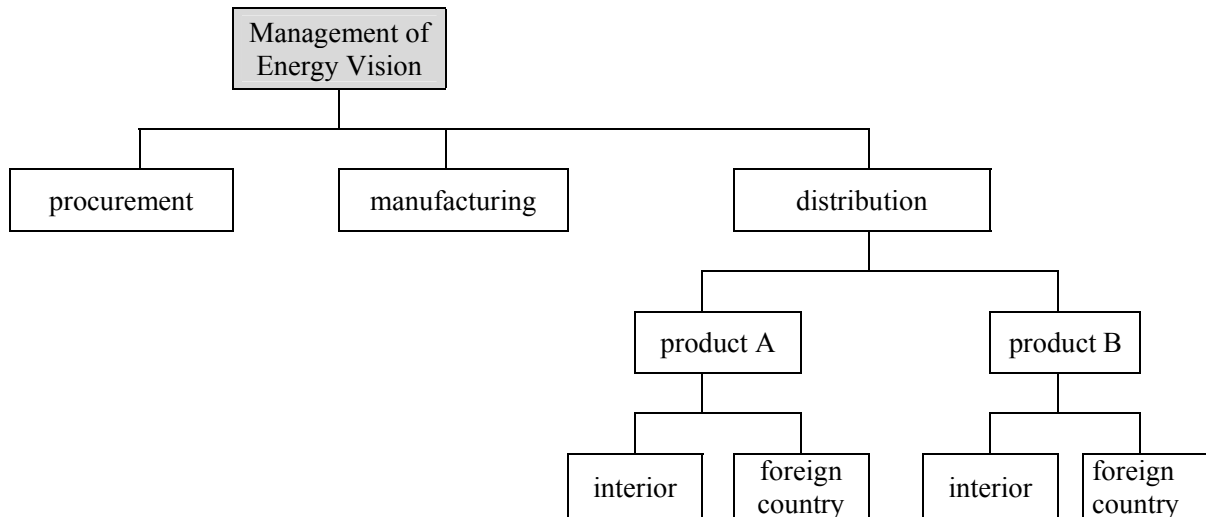 Management of
Energy Vision
procurement
manufacturing
distribution
product A
product B
interior
foreign
country
interior
foreign
country